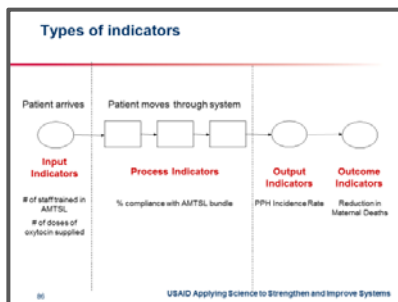 Types of indicators
Patient arrives
Patient moves through system
Input
Indicators
Process Indicators
Output
Indicators
Outcome
Indicators
# of staff trained in
AMTSL
# of doses of
oxytocin supplied
% compliance with AMTSL bundle
PPH Incidence Rate
Reduction in
Maternal Deaths
86
USAID Applying Science to Strengthen and Improve Systems